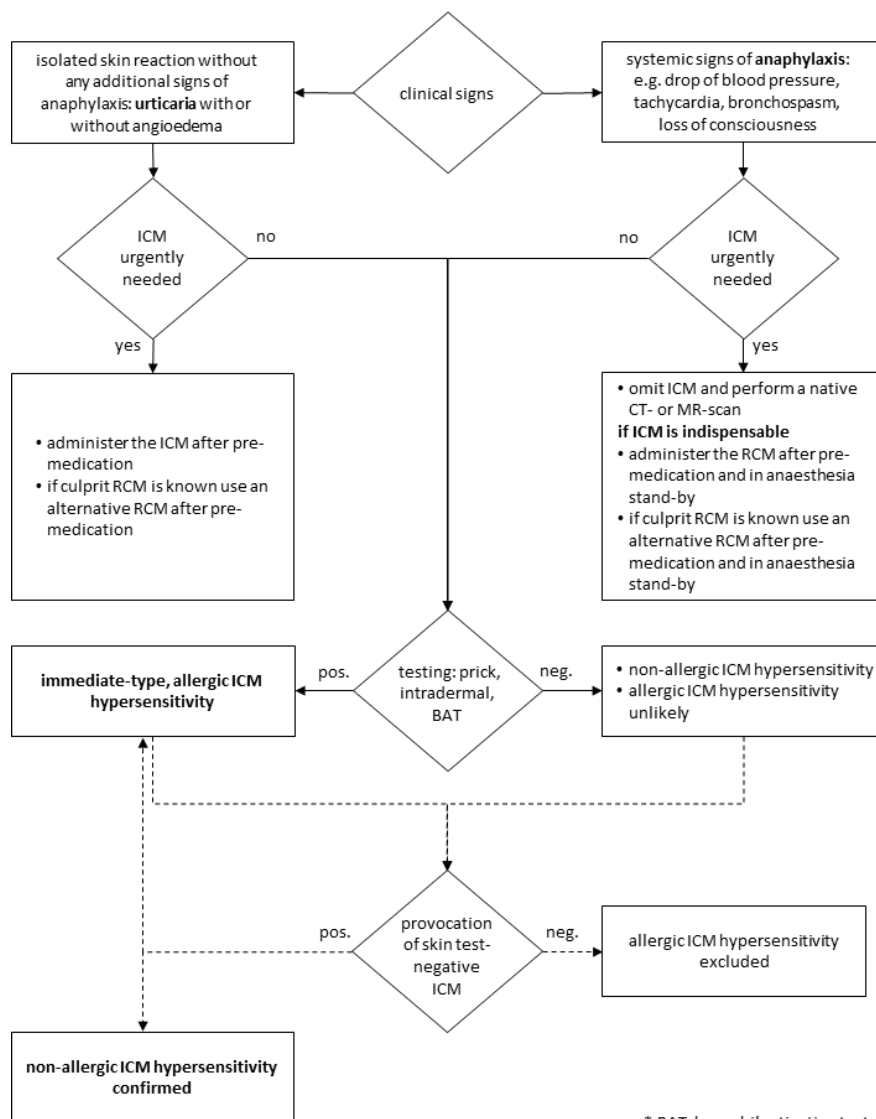 isolated skin reaction without
any additional signs of
anaphylaxis: urticaria with or
without angioedema
clinical signs
systemic signs of anaphylaxis:
e.g. drop of blood pressure,
tachycardia, bronchospasm,
loss of consciousness
ICM
urgently
needed
no
no
ICM
urgently
needed
yes
yes
• administer the ICM after pre-
medication
• if culprit RCM is known use an
alternative RCM after pre-
medication
• omit ICM and perform a native
CT- or MR-scan
if ICM is indispensable
• administer the RCM after pre-
medication and in anaesthesia
stand-by
• if culprit RCM is known use an
alternative RCM after pre-
medication and in anaesthesia
stand-by
immediate-type, allergic ICM
hypersensitivity
pos.
testing: prick,
intradermal,
BAT
neg.
• non-allergic ICM hypersensitivity
• allergic ICM hypersensitivity
unlikely
pos.
provocation
of skin test-
negative
ICM
neg.
allergic ICM hypersensitivity
excluded
non-allergic ICM hypersensitivity
confirmed